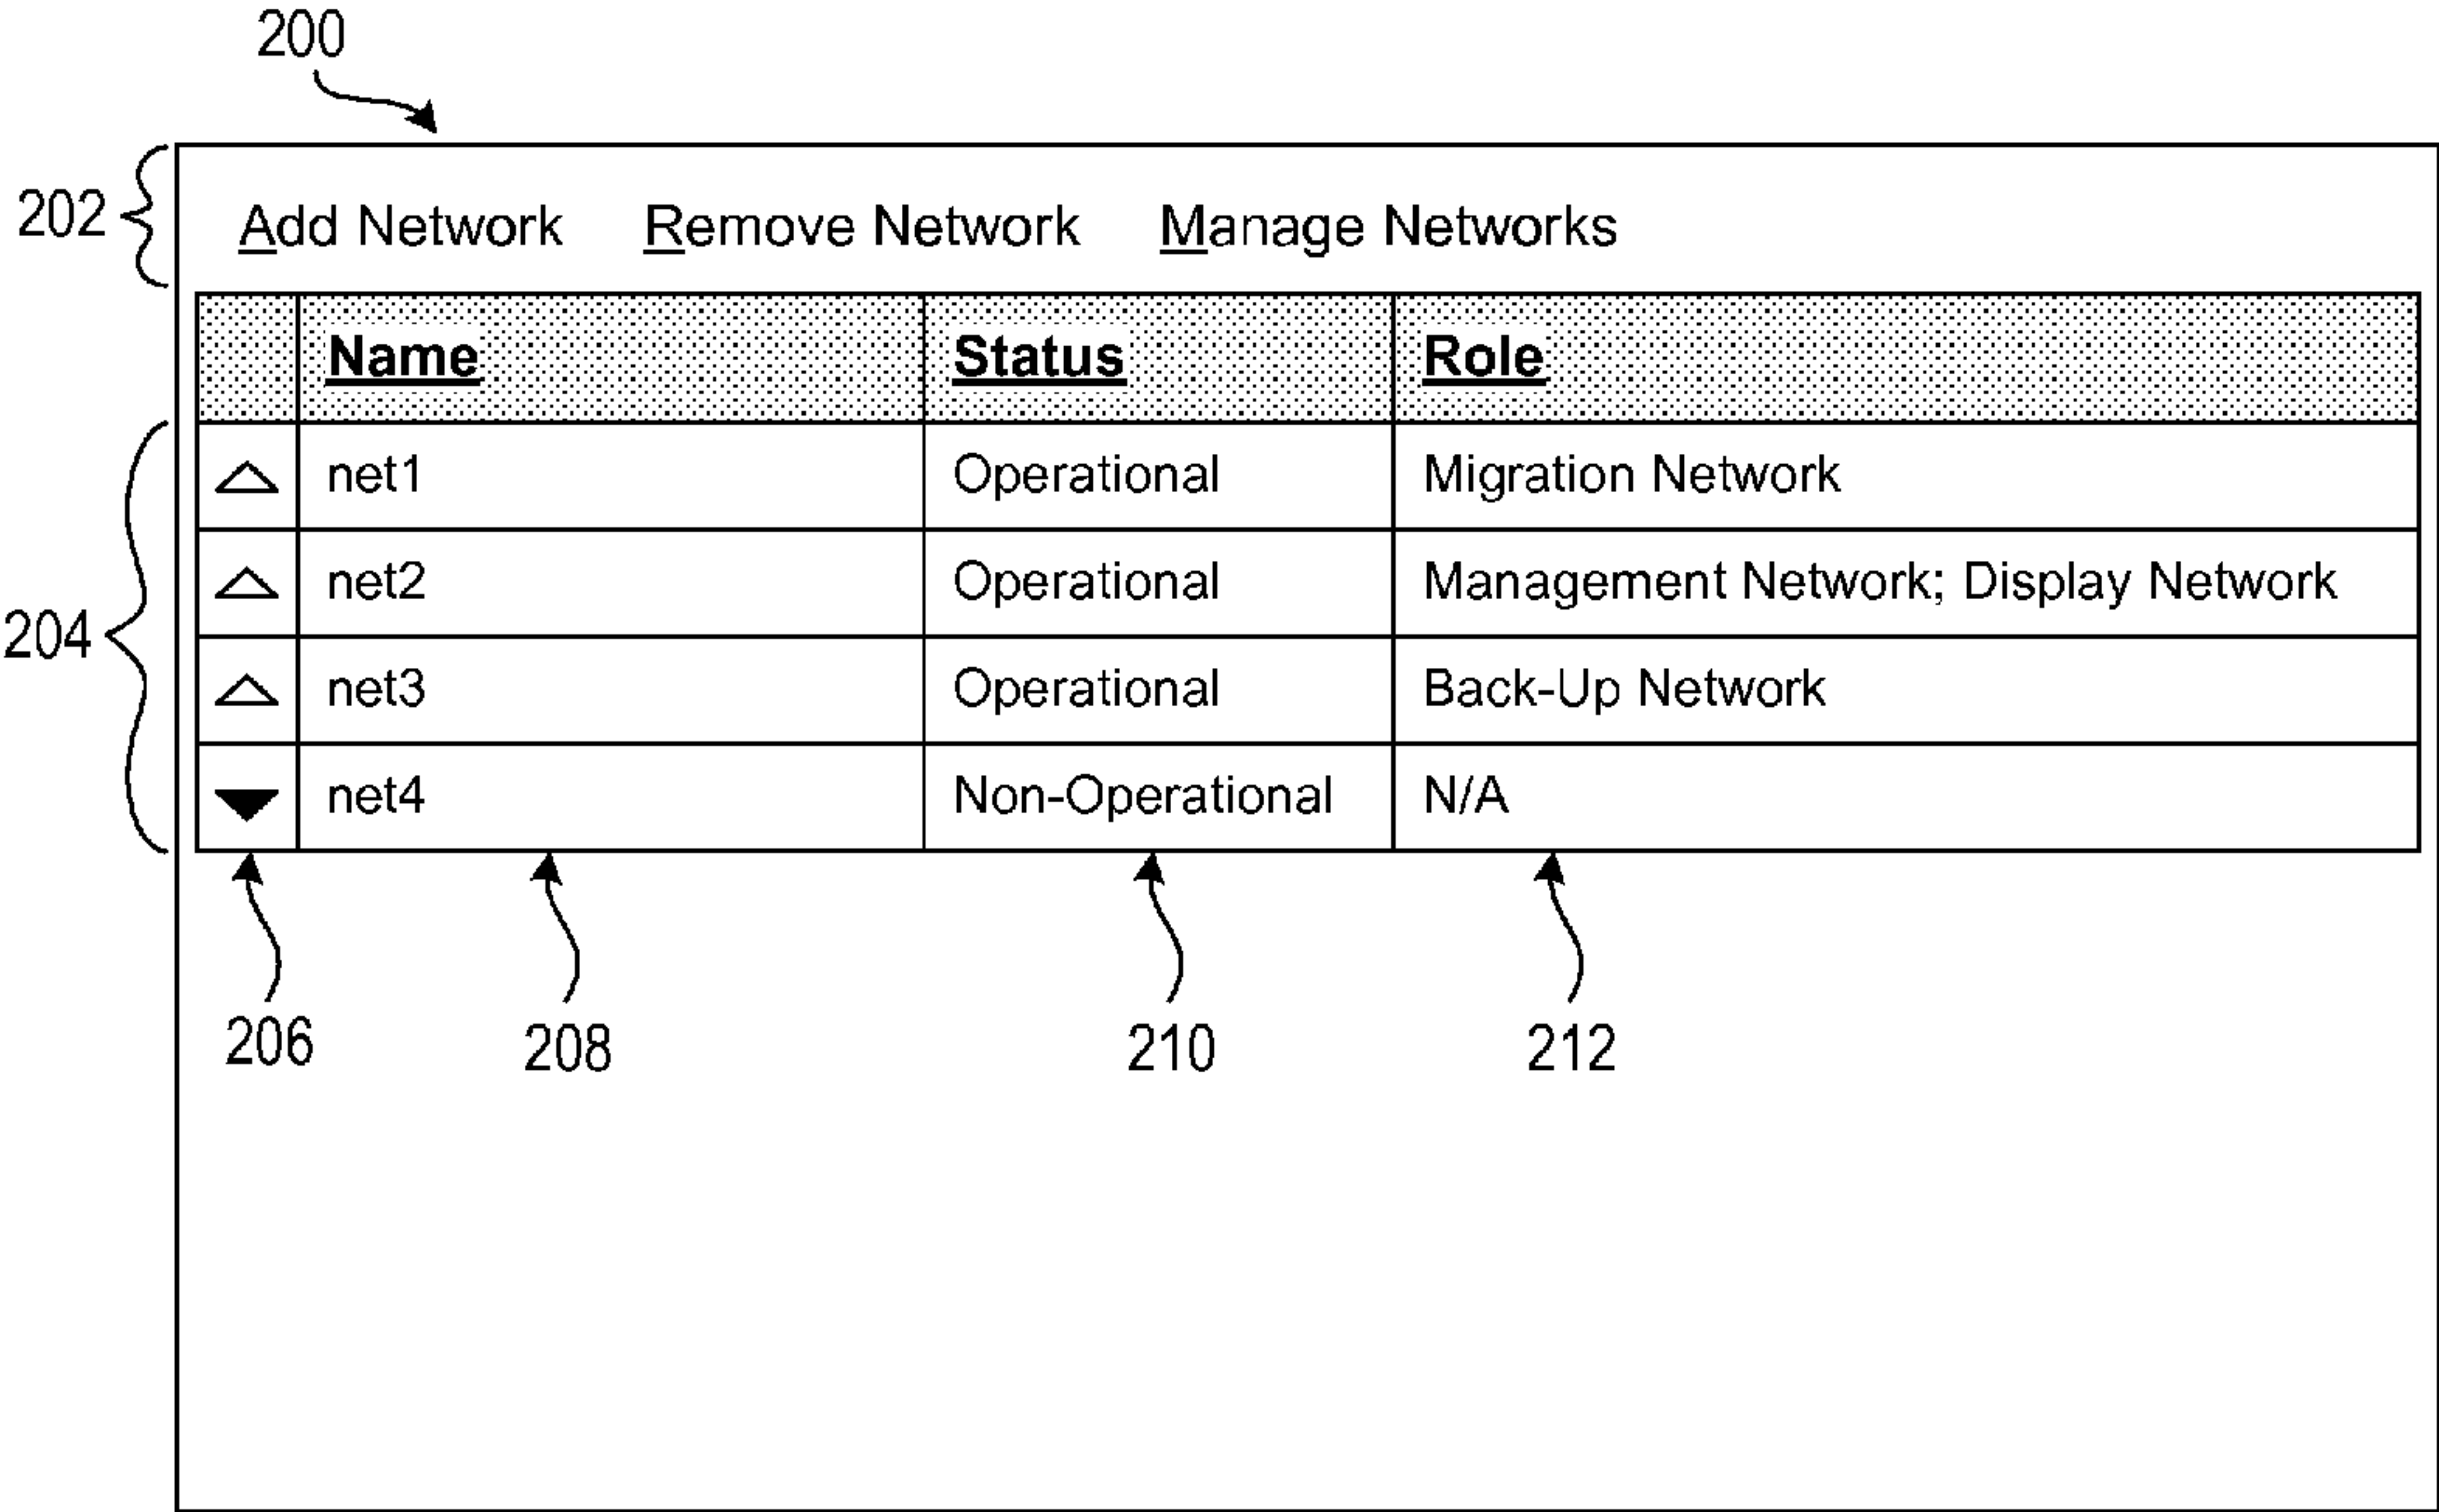 200
202
Add Network Remove Network Manage Networks
Name Status Role
net1 Operational Migration Network
net2 Operational Management Network; Display Network
204
net3 Operational Back-Up Network
net4 Non-Operational N/A
206 208 210 212